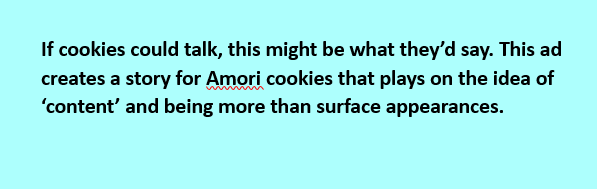 If cookies could talk, this might be what they’d say. This ad
creates a story for Amori cookies that plays on the idea of
‘content’ and being more than surface appearances.